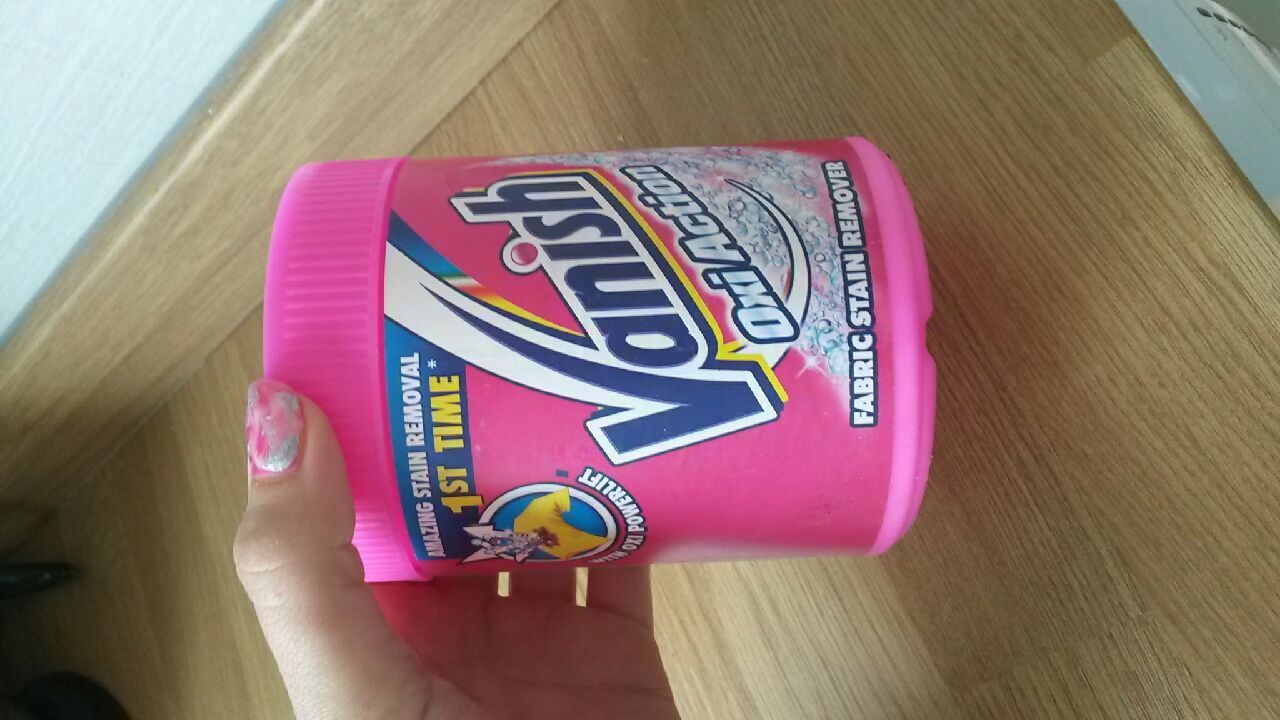 AMAZING STAIN REMOVAL
1ST TIME*
Vanish
Oxi Action
WITH OXI POWERLIFT
FABRIC STAIN REMOVER